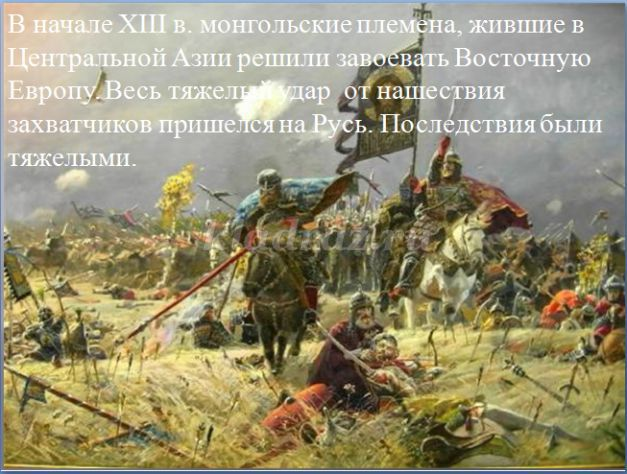 В начале XIII в. монгольские племена, жившие в
Центральной Азии решили завоевать Восточную
Европу. Весь тяжелый удар от нашествия
захватчиков пришелся на Русь. Последствия были
тяжелыми.